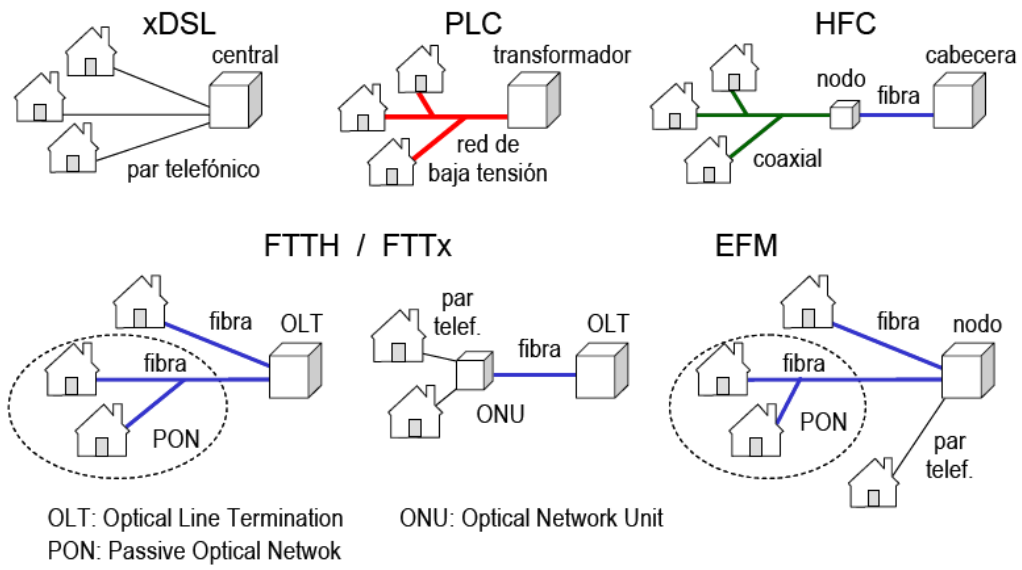 xDSL
central
par telefónico
PLC
transformador
red de
baja tensión
HFC
nodo
fibra
cabecera
coaxial
FTTH / FTTx
fibra
OLT
fibra
PON
par
telef.
fibra
OLT
ONU
EFM
fibra
nodo
fibra
PON
par
telef.
OLT: Optical Line Termination
ONU: Optical Network Unit
PON: Passive Optical Netwok